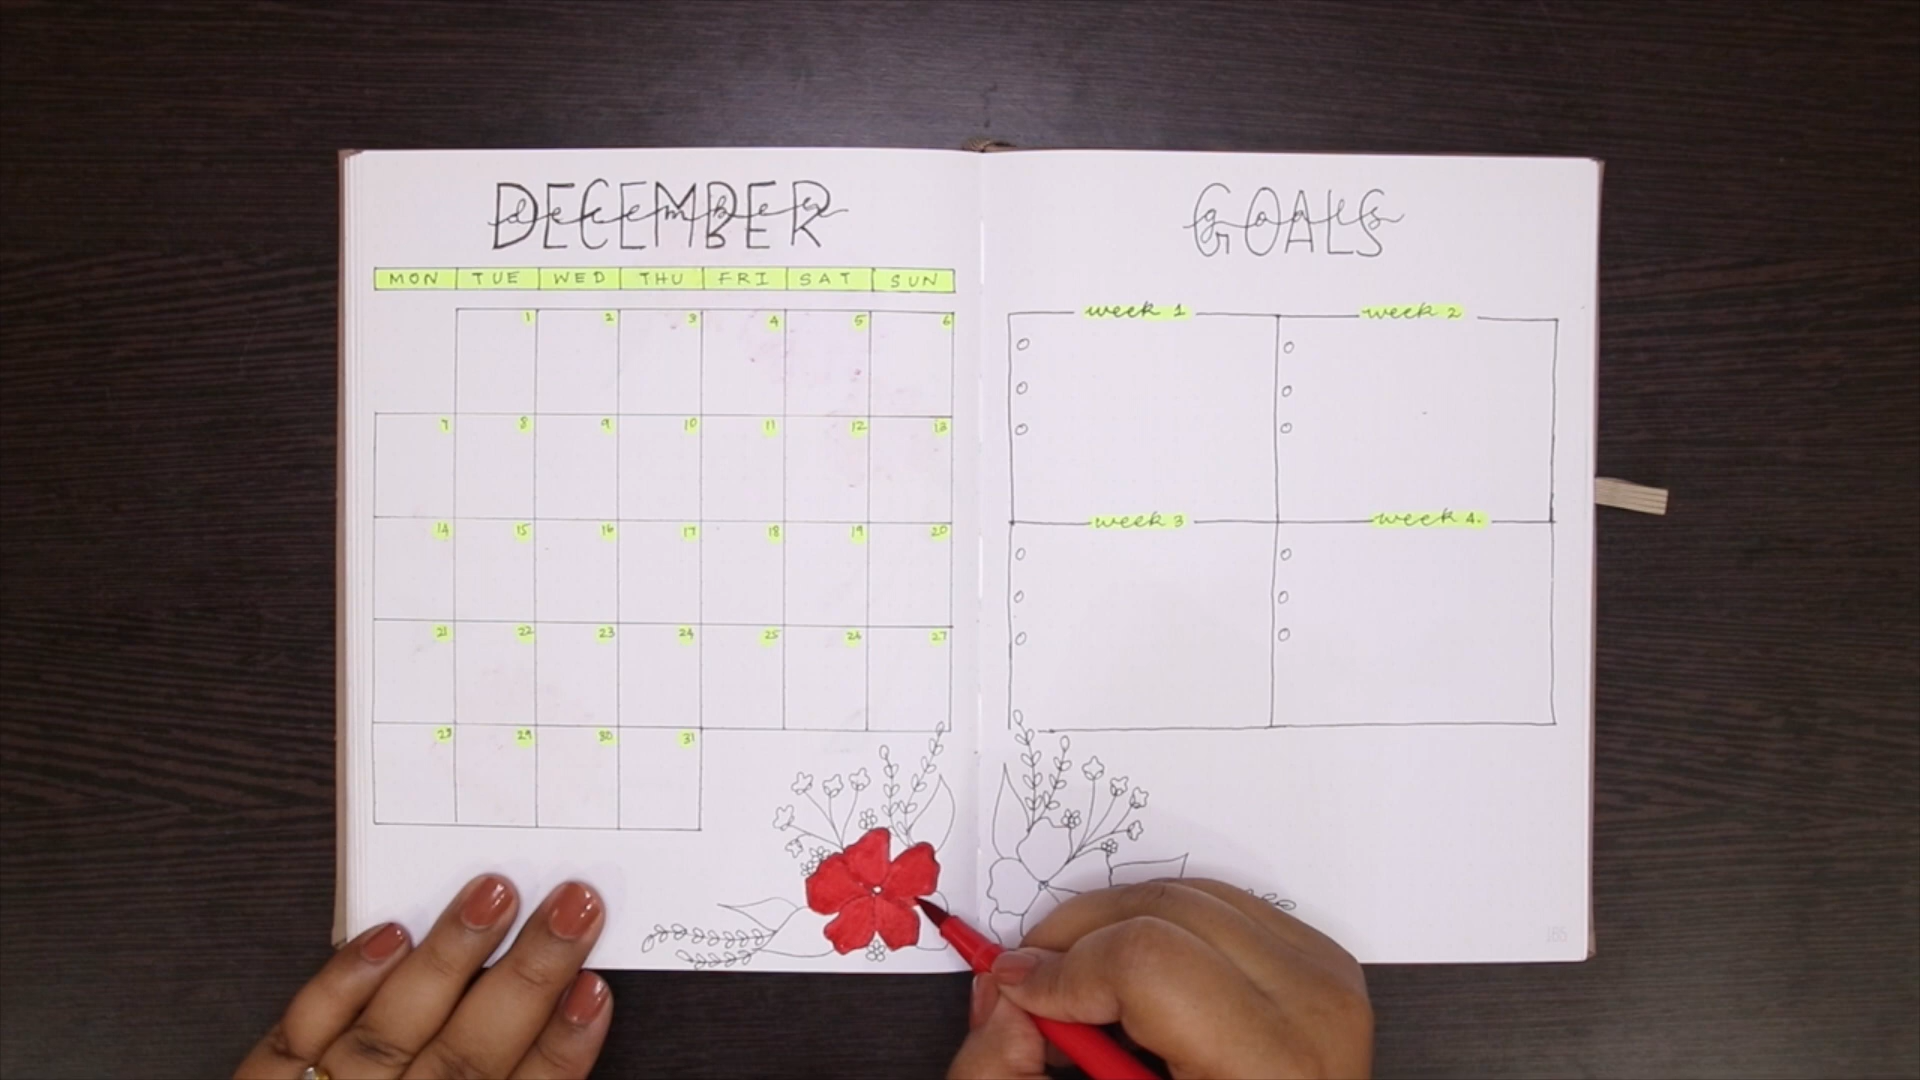 DECEMBER
december
MON TUE WED THU FRI SAT SUN
1 2 3 4 5 6
7 8 9 10 11 12 13
14 15 16 17 18 19 20
21 22 23 24 25 26 27
28 29 30 31
GOALS
goals
week 1 week 2
week 3 week 4.
165